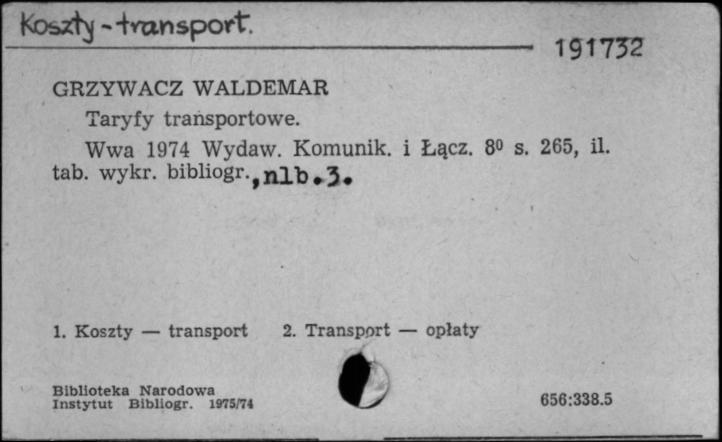 Koszty - transport.
191732
GRZYWACZ WALDEMAR
Taryfy transportowe.
Wwa 1974 Wydaw. Komunik. i Łącz. 8⁰ s. 265, il.
tab. wykr. bibliogr., nlb.3.
1. Koszty — transport 2. Transport — opłaty
Biblioteka Narodowa
Instytut Bibliogr. 1975/74
656:338.5